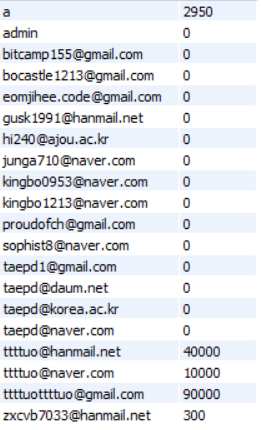 a 2950
admin 0
bitcamp155@gmail.com 0
bocastle1213@gmail.com 0
eomjihee.code@gmail.com 0
gusk1991@hanmail.net 0
hi240@ajou.ac.kr 0
junga710@naver.com 0
kingbo0953@naver.com 0
kingbo1213@naver.com 0
proudofch@gmail.com 0
sophist8@naver.com 0
taepd1@gmail.com 0
taepd@daum.net 0
taepd@korea.ac.kr 0
taepd@naver.com 0
ttttuo@hanmail.net 40000
ttttuo@naver.com 10000
ttttuottttuo@gmail.com 90000
zxcvb7033@hanmail.net 300